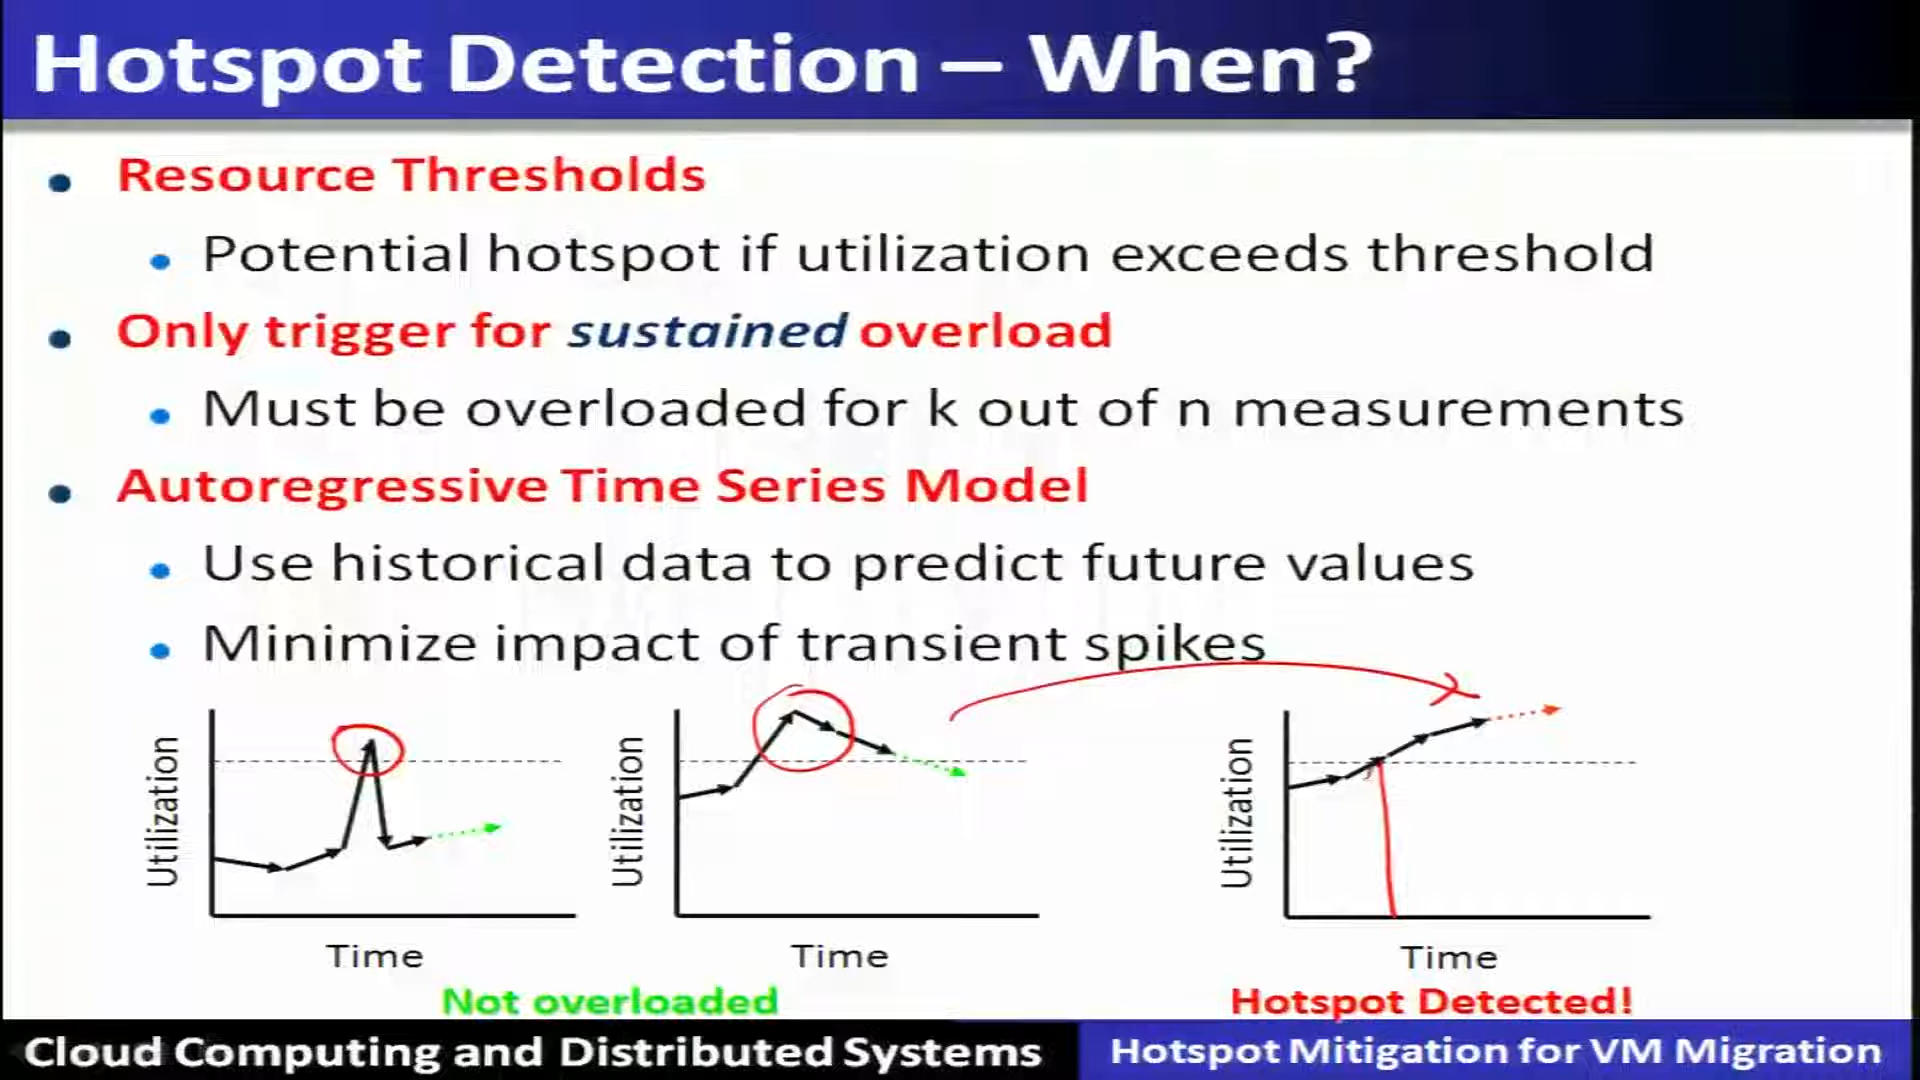 Hotspot Detection – When?
• Resource Thresholds
• Potential hotspot if utilization exceeds threshold
• Only trigger for sustained overload
• Must be overloaded for k out of n measurements
• Autoregressive Time Series Model
• Use historical data to predict future values
• Minimize impact of transient spikes
Utilization
Time
Utilization
Time
Utilization
Time
Not overloaded
Hotspot Detected!
Cloud Computing and Distributed Systems
Hotspot Mitigation for VM Migration